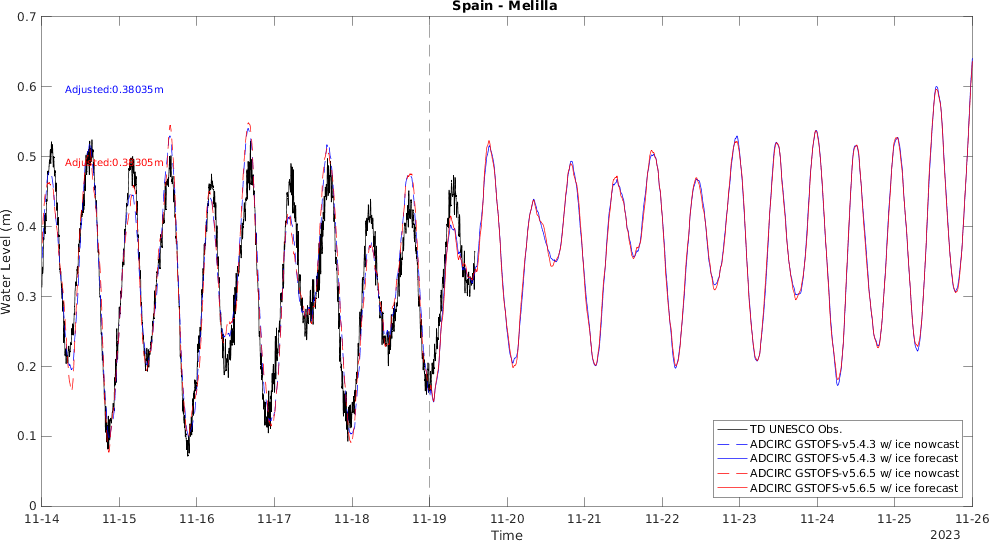 Spain - Melilla
0.7
0.6
0.5
0.4
0.3
0.2
0.1
0
Water Level (m)
Adjusted:0.38035m
11-14
11-15
11-16
11-17
11-18
11-19
11-20
11-21
11-22
11-23
11-24
11-25
11-26
Time
2023
TD UNESCO Obs.
ADCIRC GSTOFS-v5.4.3 w/ ice nowcast
ADCIRC GSTOFS-v5.4.3 w/ ice forecast
ADCIRC GSTOFS-v5.6.5 w/ ice nowcast
ADCIRC GSTOFS-v5.6.5 w/ ice forecast